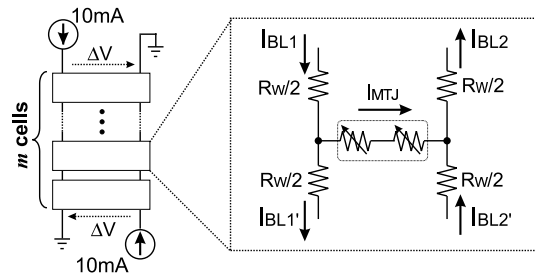 10mA
ΔV
m cells
ΔV
10mA
IBL1
IBL2
RW/2
RW/2
IMTJ
RW/2
RW/2
IBL1'
IBL2'